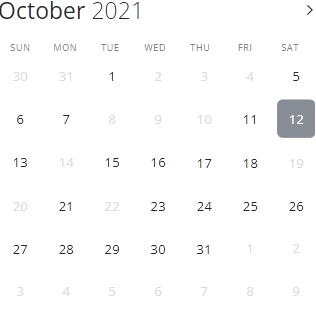 October 2021
SUN MON TUE WED THU FRI SAT
30 31 1 2 3 4 5
6 7 8 9 10 11 12
13 14 15 16 17 18 19
20 21 22 23 24 25 26
27 28 29 30 31 1 2
3 4 5 6 7 8 9